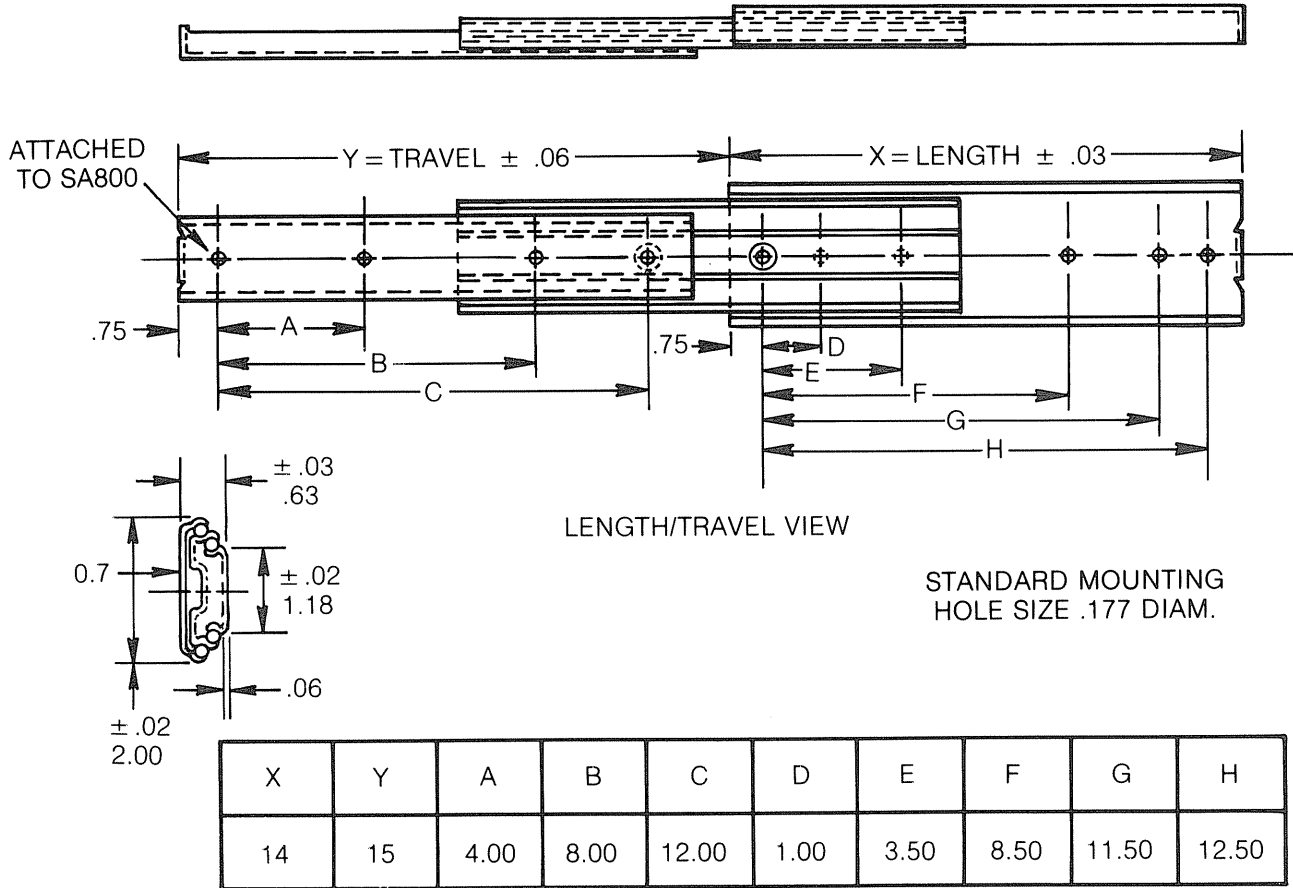 ATTACHED
TO SA800
Y = TRAVEL ± .06
X = LENGTH ± .03
.75
A
B
C
.75
D
E
F
G
H
± .03
.63
0.7
± .02
1.18
.06
± .02
2.00
LENGTH/TRAVEL VIEW
STANDARD MOUNTING
HOLE SIZE .177 DIAM.
X Y A B C D E F G H
14 15 4.00 8.00 12.00 1.00 3.50 8.50 11.50 12.50